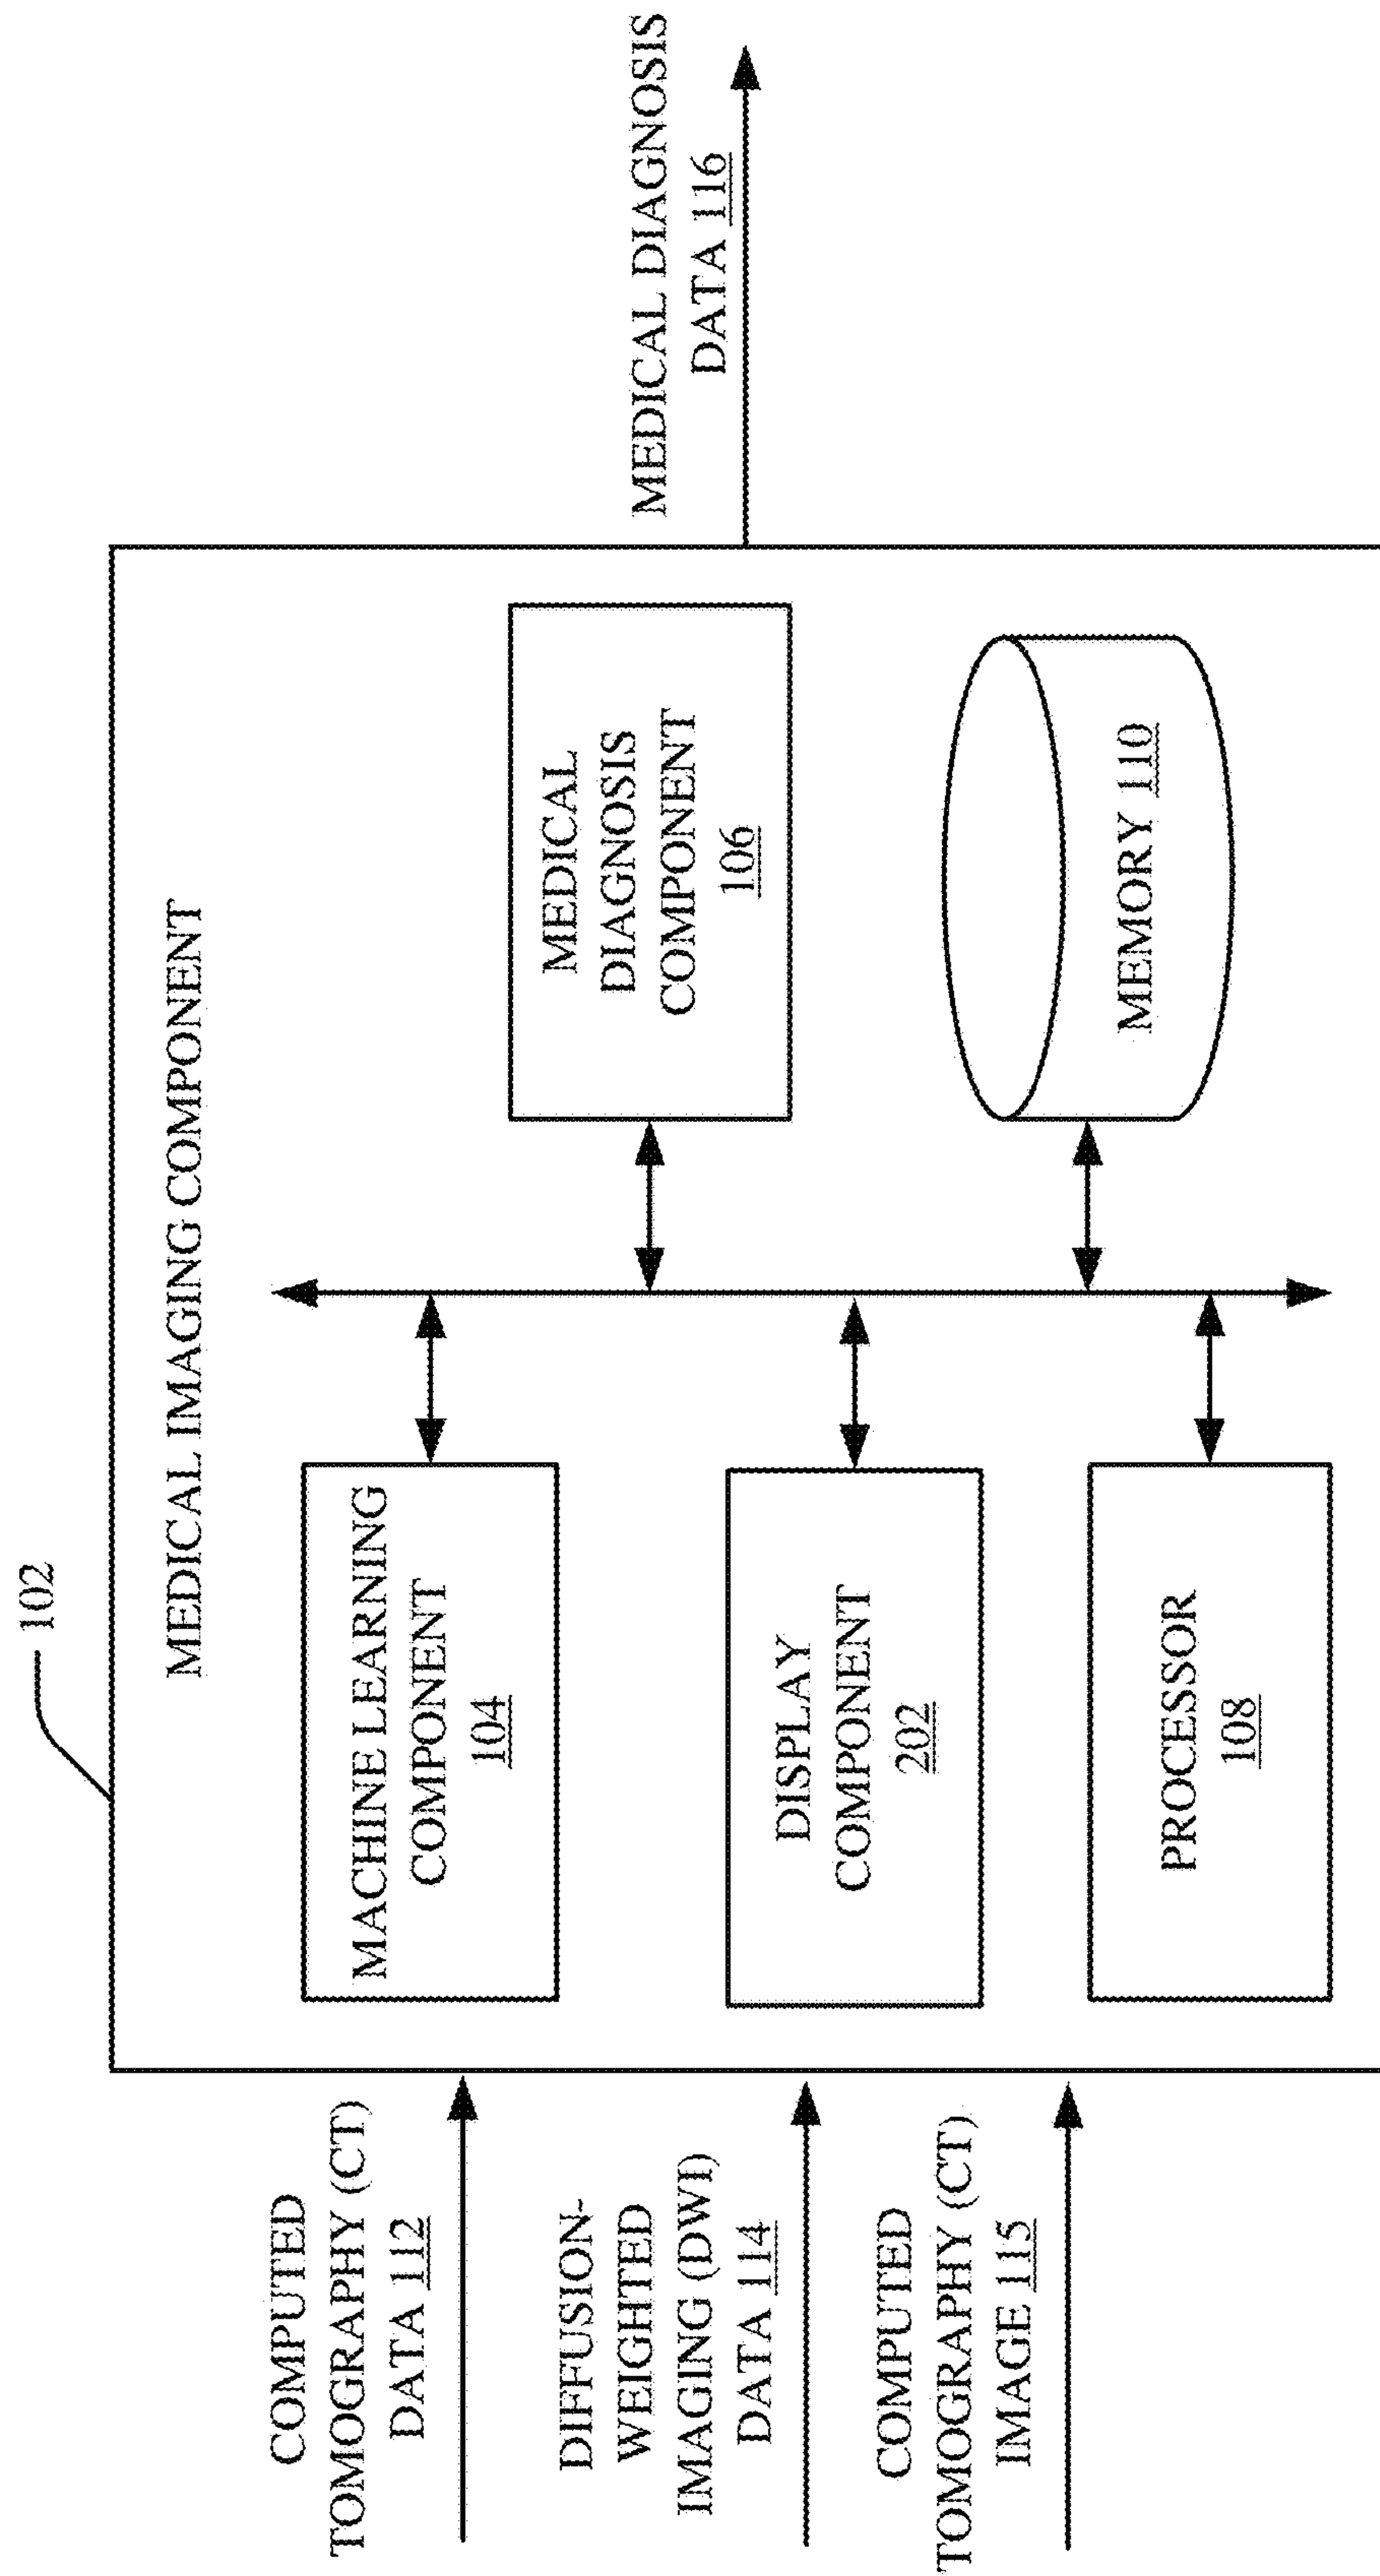 102
MEDICAL IMAGING COMPONENT
COMPUTED
TOMOGRAPHY (CT)
DATA 112
DIFFUSION-
WEIGHTED
IMAGING (DWI)
DATA 114
COMPUTED
TOMOGRAPHY (CT)
IMAGE 115
MACHINE LEARNING
COMPONENT
104
DISPLAY
COMPONENT
202
PROCESSOR
108
MEDICAL
DIAGNOSIS
COMPONENT
106
MEMORY 110
MEDICAL DIAGNOSIS
DATA 116